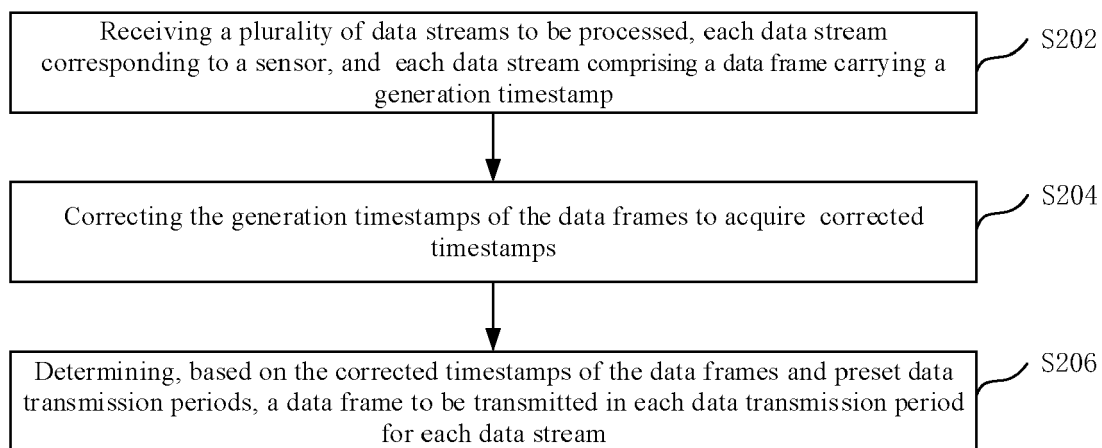 Receiving a plurality of data streams to be processed, each data stream
corresponding to a sensor, and each data stream comprising a data frame carrying a
generation timestamp
S202
Correcting the generation timestamps of the data frames to acquire corrected
timestamps
S204
Determining, based on the corrected timestamps of the data frames and preset data
transmission periods, a data frame to be transmitted in each data transmission period
for each data stream
S206